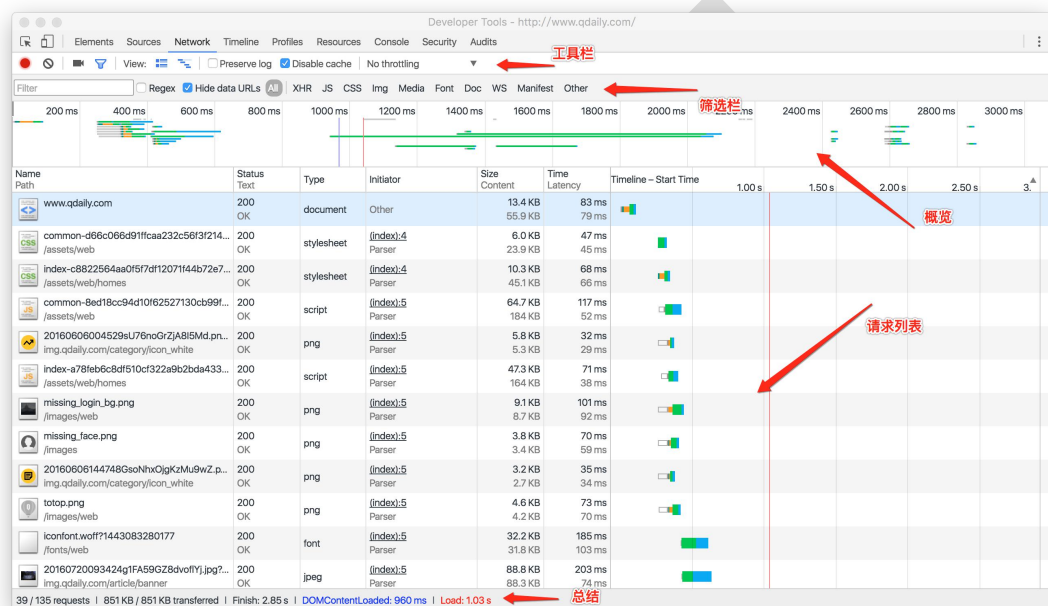 Developer Tools - http://www.qdaily.com/
Elements Sources Network Timeline Profiles Resources Console Security Audits
View: Preserve log Disable cache No throttling 工具栏
Filter Regex Hide data URLs All XHR JS CSS Img Media Font Doc WS Manifest Other
筛选栏
200 ms 400 ms 600 ms 800 ms 1000 ms 1200 ms 1400 ms 1600 ms 1800 ms 2000 ms 2200 ms 2400 ms 2600 ms 2800 ms 3000 ms
Name Status Type Initiator Size Time Timeline – Start Time
Path Text Content Latency 1.00 s 1.50 s 2.00 s 2.50 s 3.
概览
www.qdaily.com 200 document Other 13.4 KB 83 ms
OK 55.9 KB 79 ms
common-d66c066d91ffcaa232c56f3f214... 200 stylesheet (index):4 6.0 KB 47 ms
/assets/web OK Parser 23.9 KB 45 ms
index-c8822564aa0f5f7df12071f44b72e7... 200 stylesheet (index):4 10.3 KB 68 ms
/assets/web/homes OK Parser 45.1 KB 66 ms
common-8ed18cc94d10f62527130cb99f... 200 script (index):5 64.7 KB 117 ms
/assets/web OK Parser 184 KB 52 ms
请求列表
20160606004529sU76noGrZjA8I5Md.pn... 200 png (index):5 5.8 KB 32 ms
img.qdaily.com/category/icon_white OK Parser 5.3 KB 29 ms
index-a78feb6c8df510cf322a9b2bda433... 200 script (index):5 47.3 KB 71 ms
/assets/web/homes OK Parser 164 KB 38 ms
missing_login_bg.png 200 png (index):5 9.1 KB 101 ms
/images/web OK Parser 8.7 KB 92 ms
missing_face.png 200 png (index):5 3.8 KB 70 ms
/images OK Parser 3.4 KB 59 ms
20160606144748GsoNhxOjgKzMu9wZ.p... 200 png (index):5 3.2 KB 35 ms
img.qdaily.com/category/icon_white OK Parser 2.7 KB 34 ms
totop.png 200 png (index):5 4.6 KB 73 ms
/images/web OK Parser 4.2 KB 70 ms
iconfont.woff?1443083280177 200 font (index):5 32.2 KB 185 ms
/fonts/web OK Parser 31.8 KB 103 ms
20160720093424g1FA59GZ8dvoflYj.jpg?... 200 jpeg (index):5 88.8 KB 203 ms
img.qdaily.com/article/banner OK Parser 88.3 KB 74 ms
39 / 135 requests | 851 KB / 851 KB transferred | Finish: 2.85 s | DOMContentLoaded: 960 ms | Load: 1.03 s 总结